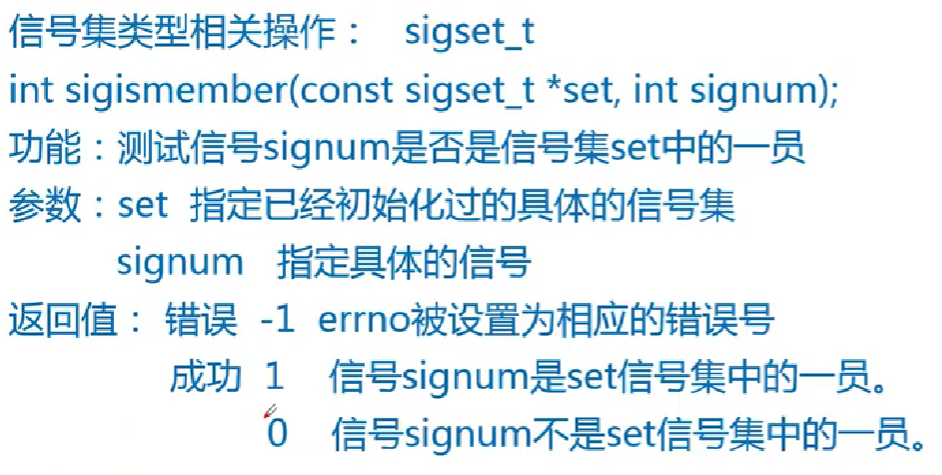 信号集类型相关操作： sigset_t
int sigismember(const sigset_t *set, int signum);
功能：测试信号signum是否是信号集set中的一员
参数：set 指定已经初始化过的具体的信号集
signum 指定具体的信号
返回值： 错误 -1 errno被设置为相应的错误号
成功 1 信号signum是set信号集中的一员。
0 信号signum不是set信号集中的一员。